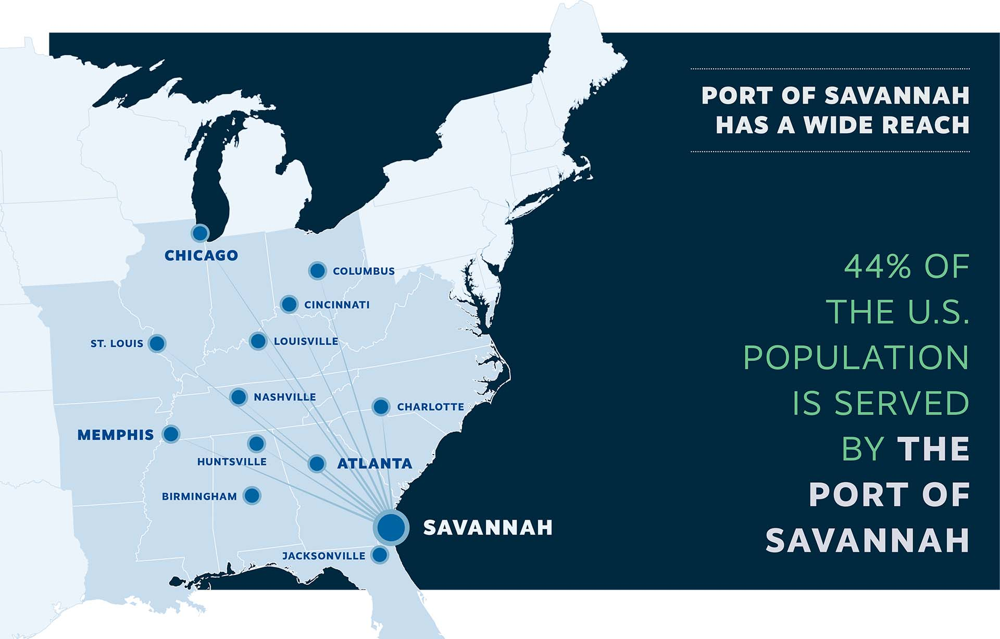 PORT OF SAVANNAH
HAS A WIDE REACH
CHICAGO
COLUMBUS
CINCINNATI
ST. LOUIS
LOUISVILLE
NASHVILLE
CHARLOTTE
MEMPHIS
HUNTSVILLE
ATLANTA
BIRMINGHAM
SAVANNAH
JACKSONVILLE
44% OF
THE U.S.
POPULATION
IS SERVED
BY THE
PORT OF
SAVANNAH